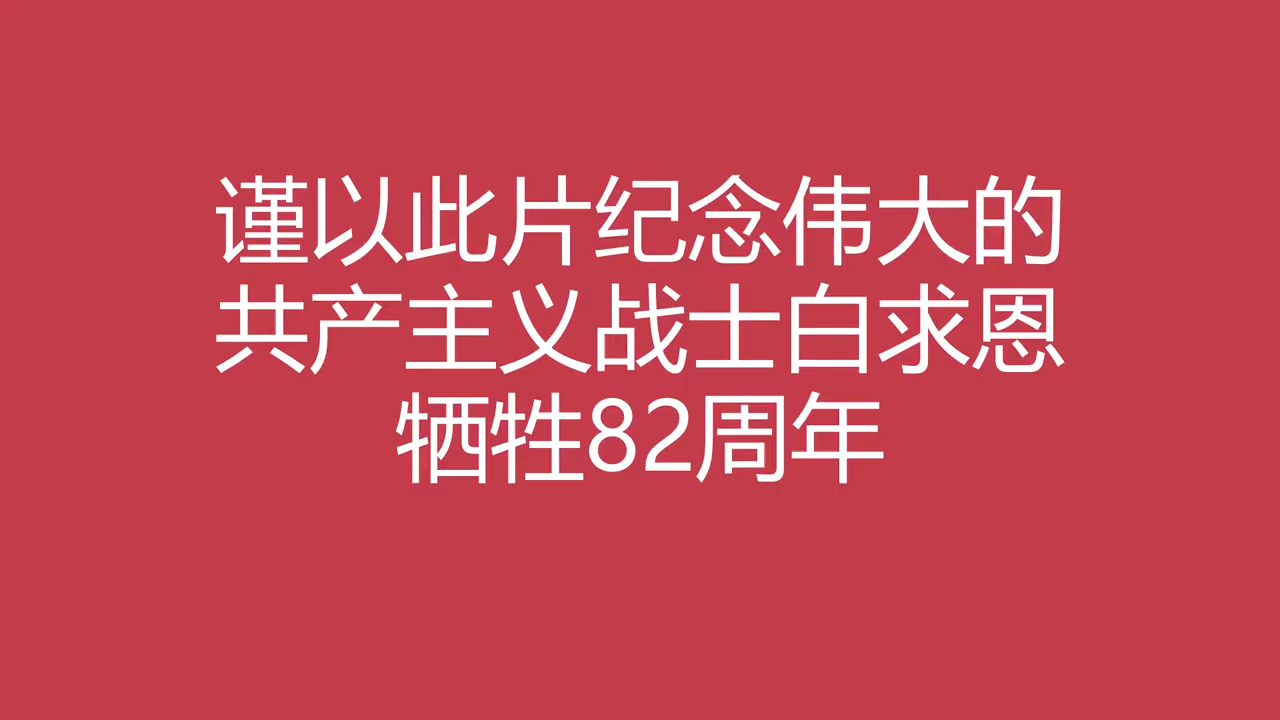 谨以此片纪念伟大的
共产主义战士白求恩
牺牲82周年